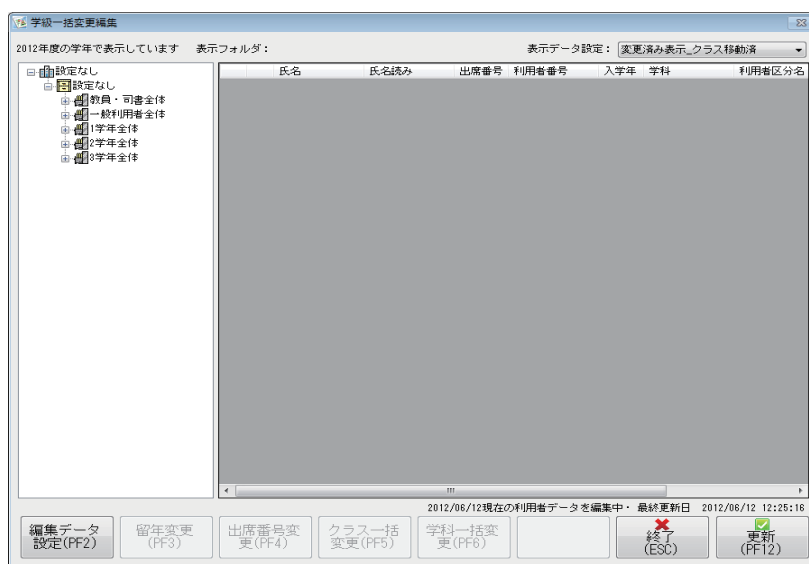 学級一括変更編集
2012年度の学年で表示しています 表示フォルダ： 表示データ設定： 変更済み表示_クラス移動済
設定なし
設定なし
教員・司書全体
一般利用者全体
1学年全体
2学年全体
3学年全体
氏名 氏名読み 出席番号 利用者番号 入学年 学科 利用者区分名
2012/06/12現在の利用者データを編集中・ 最終更新日 2012/06/12 12:25:16
編集データ
設定(PF2)
留年変更
(PF3)
出席番号変
更(PF4)
クラス一括
変更(PF5)
学科一括変
更(PF6)
終了
(ESC)
更新
(PF12)